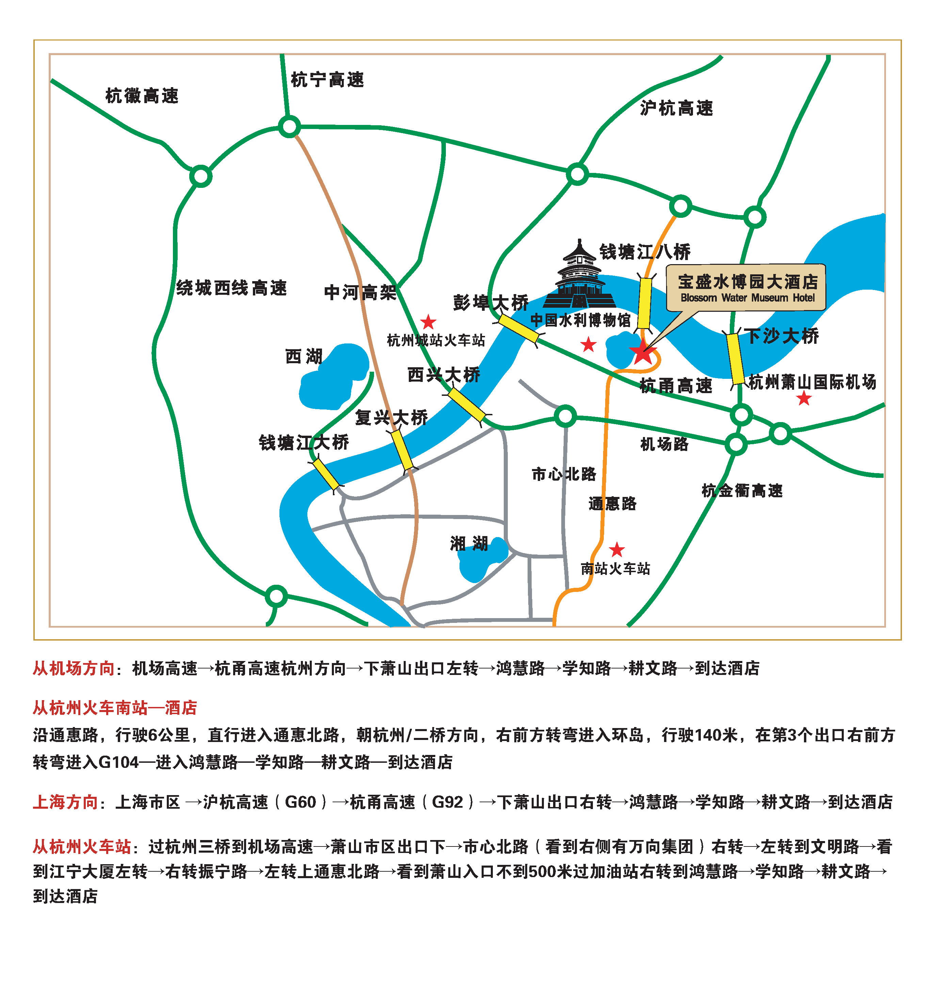 杭宁高速
杭徽高速
沪杭高速
钱塘江八桥
宝盛水博园大酒店
Blossom Water Museum Hotel
绕城西线高速
中河高架
彭埠大桥
中国水利博物馆
杭州城站火车站
下沙大桥
西湖
西兴大桥
杭甬高速
杭州萧山国际机场
复兴大桥
钱塘江大桥
机场路
市心北路
杭金衢高速
通惠路
湘湖
南站火车站
从机场方向：机场高速→杭甬高速杭州方向→下萧山出口左转→鸿慧路→学知路→耕文路→到达酒店
从杭州火车南站—酒店
沿通惠路，行驶6公里，直行进入通惠北路，朝杭州/二桥方向，右前方转弯进入环岛，行驶140米，在第3个出口右前方
转弯进入G104—进入鸿慧路—学知路—耕文路—到达酒店
上海方向：上海市区 →沪杭高速（G60）→杭甬高速（G92）→下萧山出口右转→鸿慧路→学知路→耕文路→到达酒店
从杭州火车站：过杭州三桥到机场高速→萧山市区出口下→市心北路（看到右侧有万向集团）右转→左转到文明路→看
到江宁大厦左转→右转振宁路→左转上通惠北路→看到萧山入口不到500米过加油站右转到鸿慧路→学知路→耕文路→
到达酒店